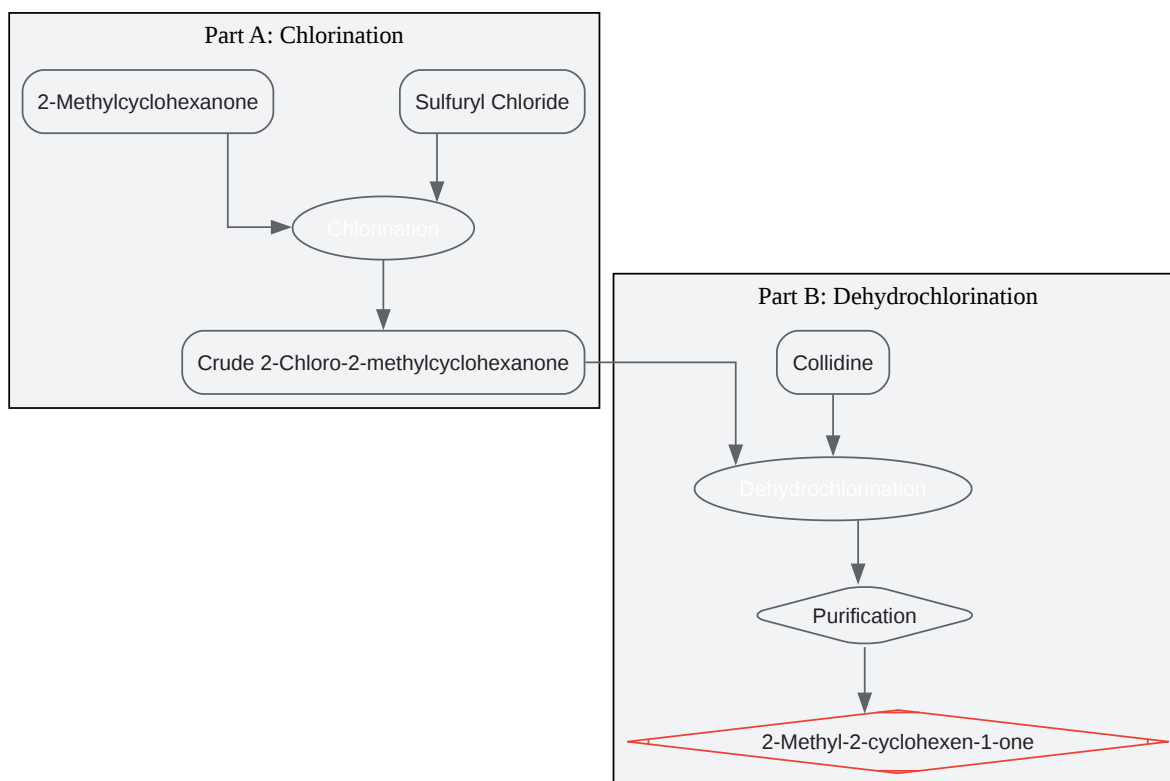 Part A: Chlorination
2-Methylcyclohexanone
Sulfuryl Chloride
Chlorination
Crude 2-Chloro-2-methylcyclohexanone
Part B: Dehydrochlorination
Collidine
Dehydrochlorination
Purification
2-Methyl-2-cyclohexen-1-one